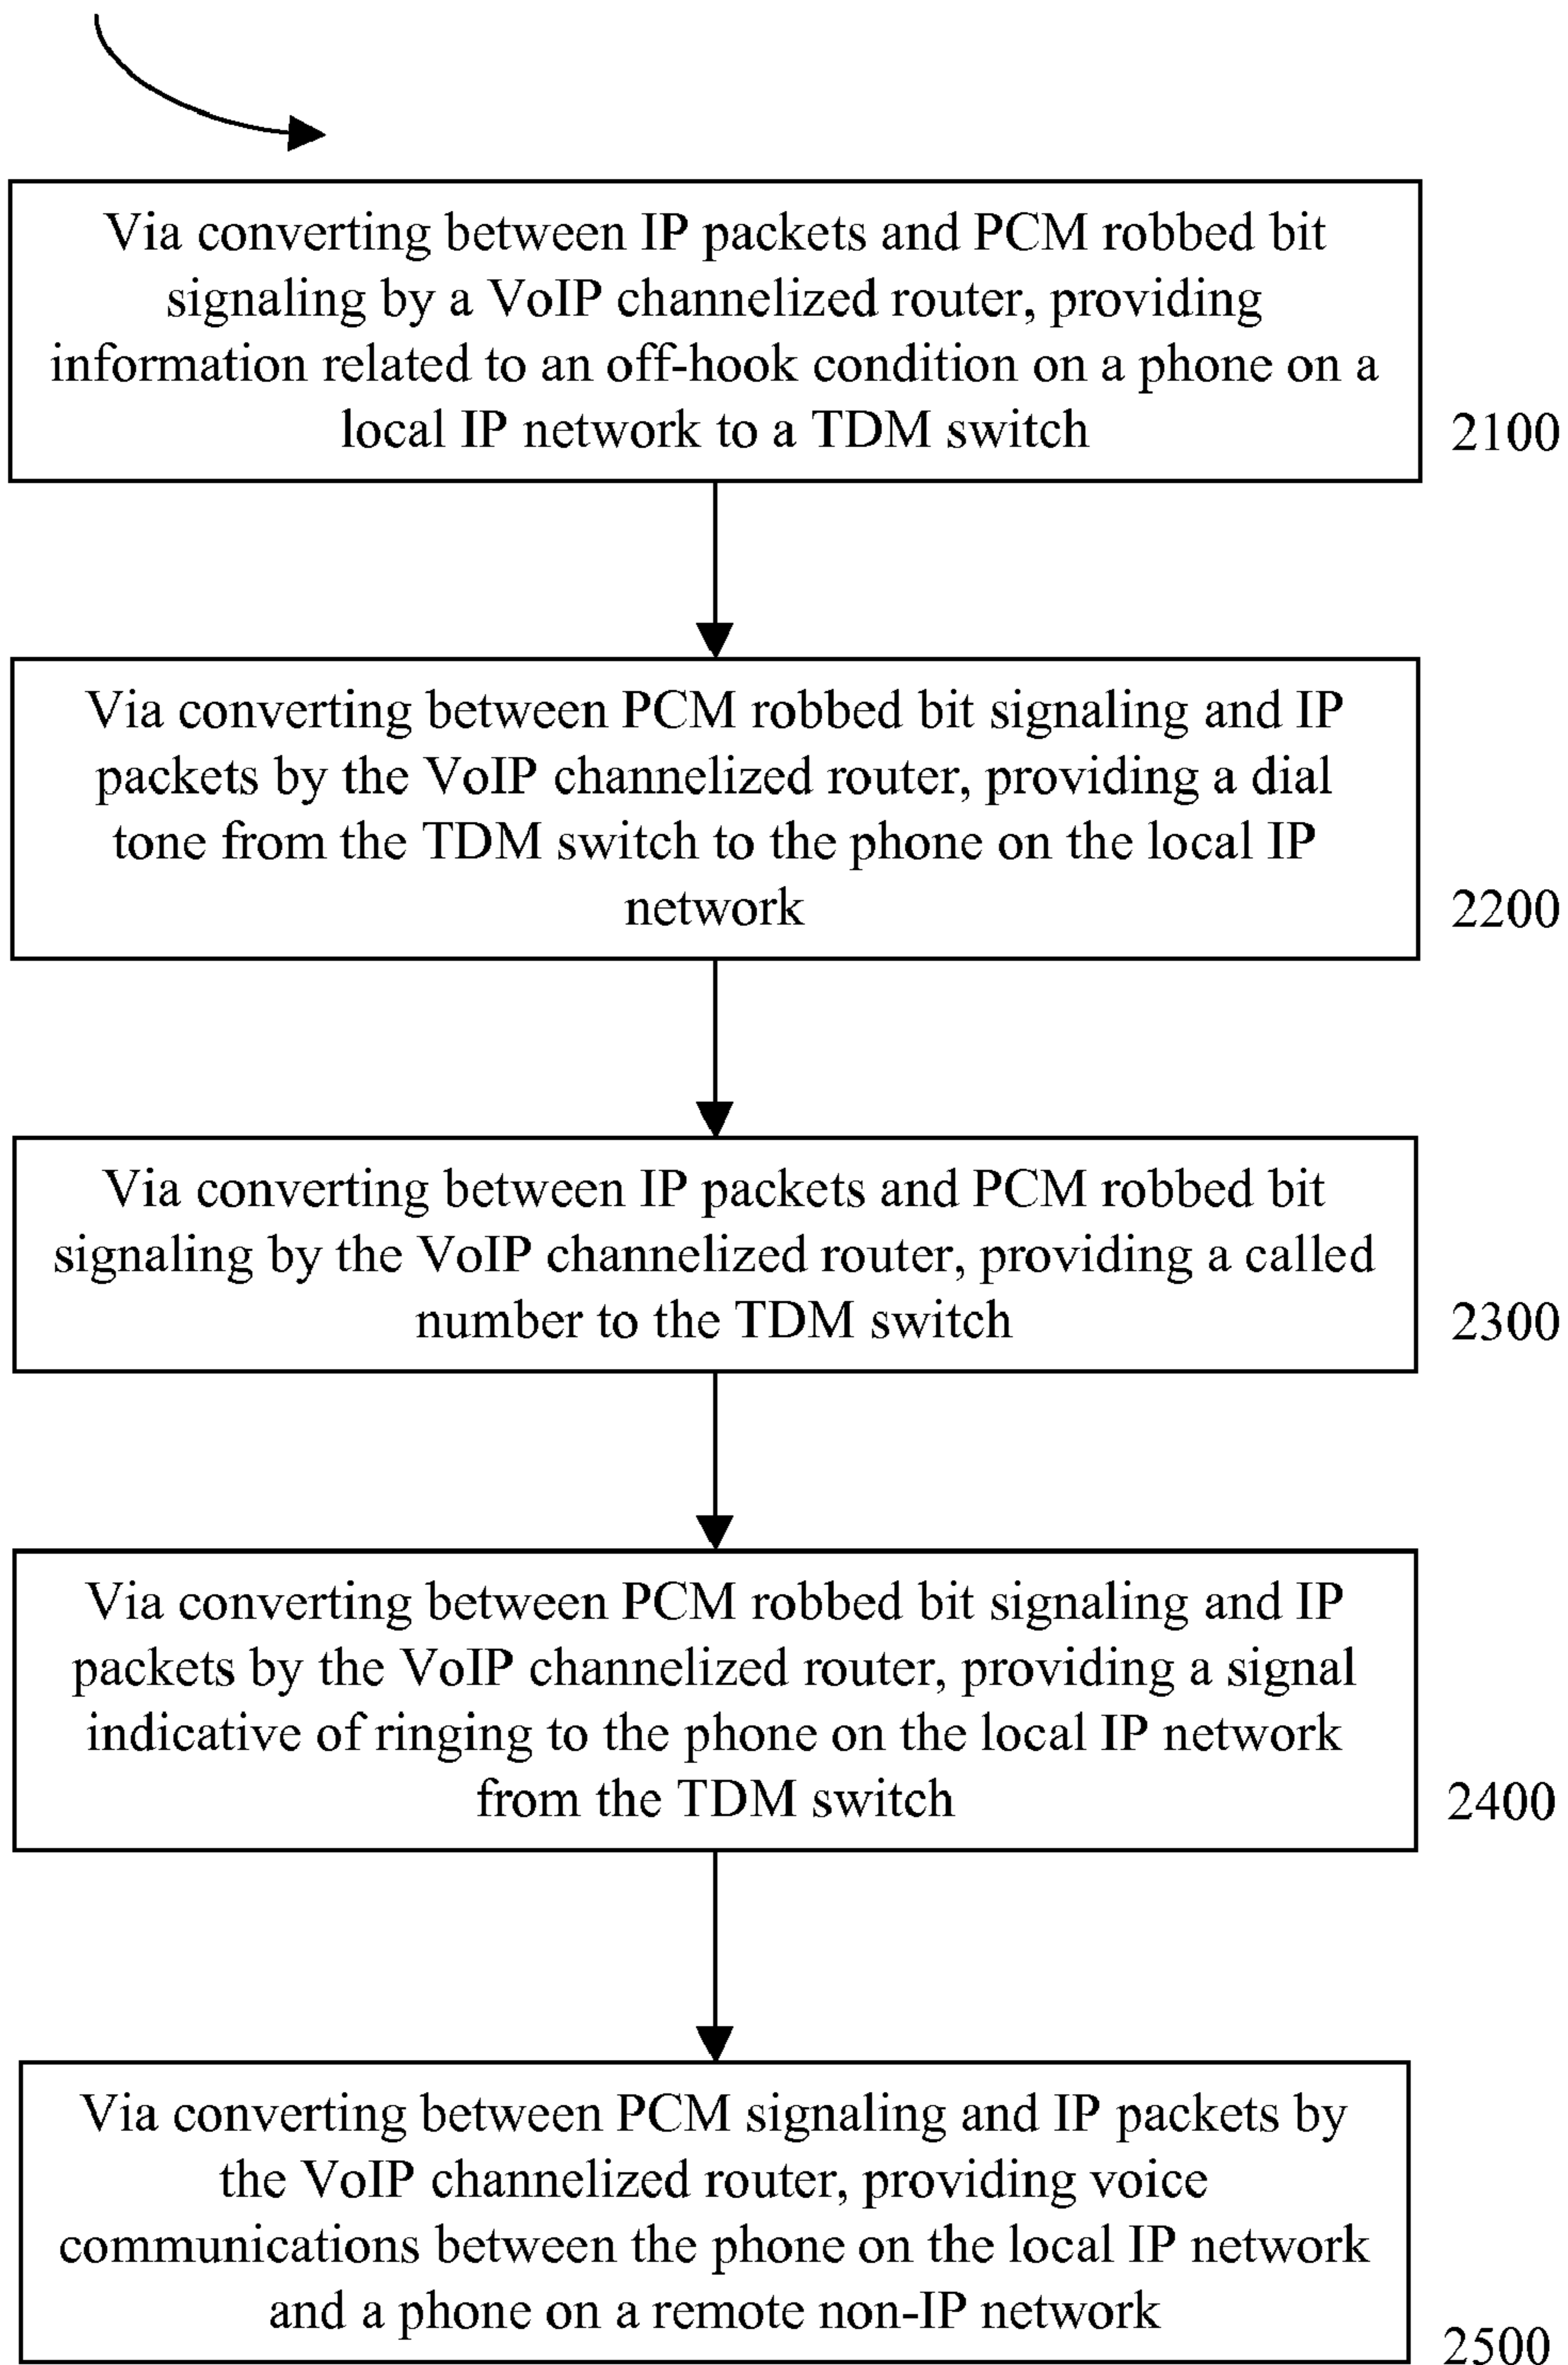 Via converting between IP packets and PCM robbed bit
signaling by a VoIP channelized router, providing
information related to an off-hook condition on a phone on a
local IP network to a TDM switch
2100
Via converting between PCM robbed bit signaling and IP
packets by the VoIP channelized router, providing a dial
tone from the TDM switch to the phone on the local IP
network
2200
Via converting between IP packets and PCM robbed bit
signaling by the VoIP channelized router, providing a called
number to the TDM switch
2300
Via converting between PCM robbed bit signaling and IP
packets by the VoIP channelized router, providing a signal
indicative of ringing to the phone on the local IP network
from the TDM switch
2400
Via converting between PCM signaling and IP packets by
the VoIP channelized router, providing voice
communications between the phone on the local IP network
and a phone on a remote non-IP network
2500